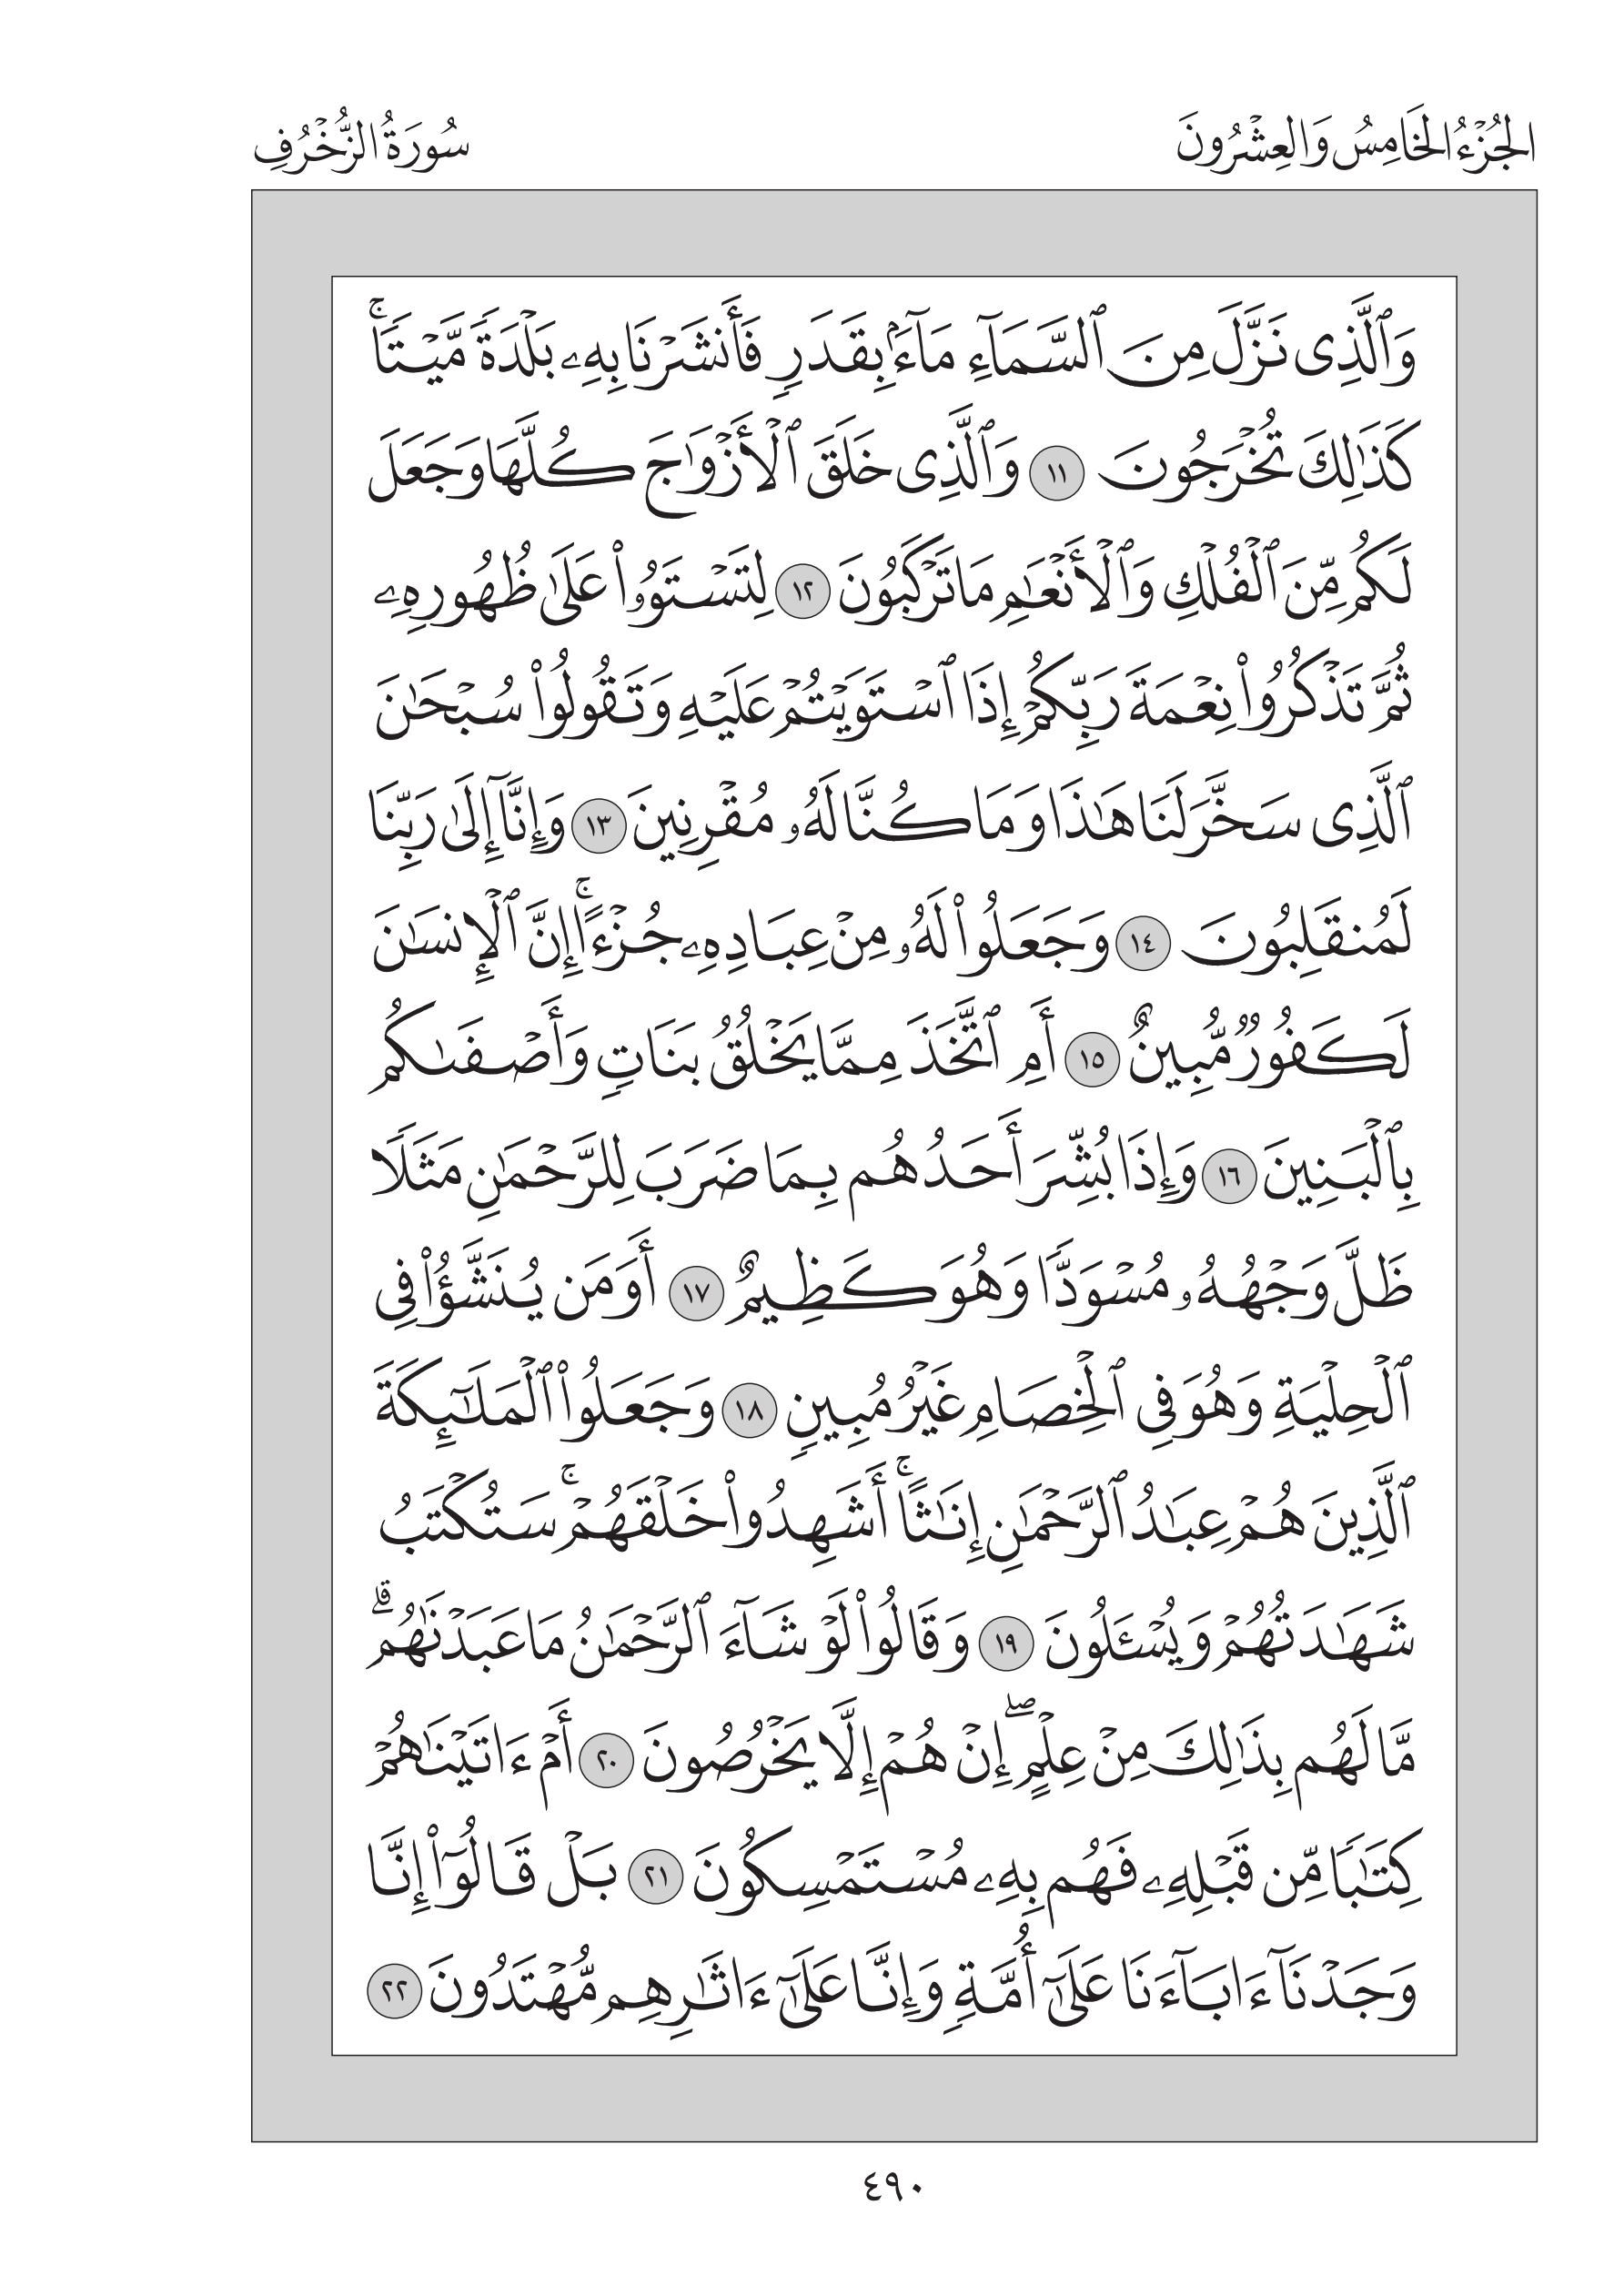 الجُزْءُ الخَامِسُ وَالعِشْرُونَ
سُورَةُ الزُّخْرُفِ
وَٱلَّذِى نَزَّلَ مِنَ ٱلسَّمَآءِ مَآءَۢ بِقَدَرٖ فَأَنشَرۡنَا بِهِۦ بَلۡدَةٗ مَّيۡتٗاۚ
كَذَٰلِكَ تُخۡرَجُونَ ١١ وَٱلَّذِى خَلَقَ ٱلۡأَزۡوَٰجَ كُلَّهَا وَجَعَلَ
لَكُم مِّنَ ٱلۡفُلۡكِ وَٱلۡأَنۡعَٰمِ مَا تَرۡكَبُونَ ١٢ لِتَسۡتَوُۥاْ عَلَىٰ ظُهُورِهِۦ
ثُمَّ تَذۡكُرُواْ نِعۡمَةَ رَبِّكُمۡ إِذَا ٱسۡتَوَيۡتُمۡ عَلَيۡهِ وَتَقُولُواْ سُبۡحَٰنَ
ٱلَّذِى سَخَّرَ لَنَا هَٰذَا وَمَا كُنَّا لَهُۥ مُقۡرِنِينَ ١٣ وَإِنَّآ إِلَىٰ رَبِّنَا
لَمُنقَلِبُونَ ١٤ وَجَعَلُواْ لَهُۥ مِنۡ عِبَادِهِۦ جُزۡءًاۚ إِنَّ ٱلۡإِنسَٰنَ
لَكَفُورٞ مُّبِينٌ ١٥ أَمِ ٱتَّخَذَ مِمَّا يَخۡلُقُ بَنَاتٖ وَأَصۡفَىٰكُم
بِٱلۡبَنِينَ ١٦ وَإِذَا بُشِّرَ أَحَدُهُم بِمَا ضَرَبَ لِلرَّحۡمَٰنِ مَثَلٗا
ظَلَّ وَجۡهُهُۥ مُسۡوَدّٗا وَهُوَ كَظِيمٌ ١٧ أَوَمَن يُنَشَّؤُاْ فِى
ٱلۡحِلۡيَةِ وَهُوَ فِى ٱلۡخِصَامِ غَيۡرُ مُبِينٖ ١٨ وَجَعَلُواْ ٱلۡمَلَٰٓئِكَةَ
ٱلَّذِينَ هُمۡ عِبَٰدُ ٱلرَّحۡمَٰنِ إِنَٰثًاۚ أَشَهِدُواْ خَلۡقَهُمۡۚ سَتُكۡتَبُ
شَهَٰدَتُهُمۡ وَيُسۡـَٔلُونَ ١٩ وَقَالُواْ لَوۡ شَآءَ ٱلرَّحۡمَٰنُ مَا عَبَدۡنَٰهُمۗ
مَّا لَهُم بِذَٰلِكَ مِنۡ عِلۡمٍۖ إِنۡ هُمۡ إِلَّا يَخۡرُصُونَ ٢٠ أَمۡ ءَاتَيۡنَٰهُمۡ
كِتَٰبٗا مِّن قَبۡلِهِۦ فَهُم بِهِۦ مُسۡتَمۡسِكُونَ ٢١ بَلۡ قَالُوٓاْ إِنَّا
وَجَدۡنَآ ءَابَآءَنَا عَلَىٰٓ أُمَّةٖ وَإِنَّا عَلَىٰٓ ءَاثَٰرِهِم مُّهۡتَدُونَ ٢٢
٤٩٠